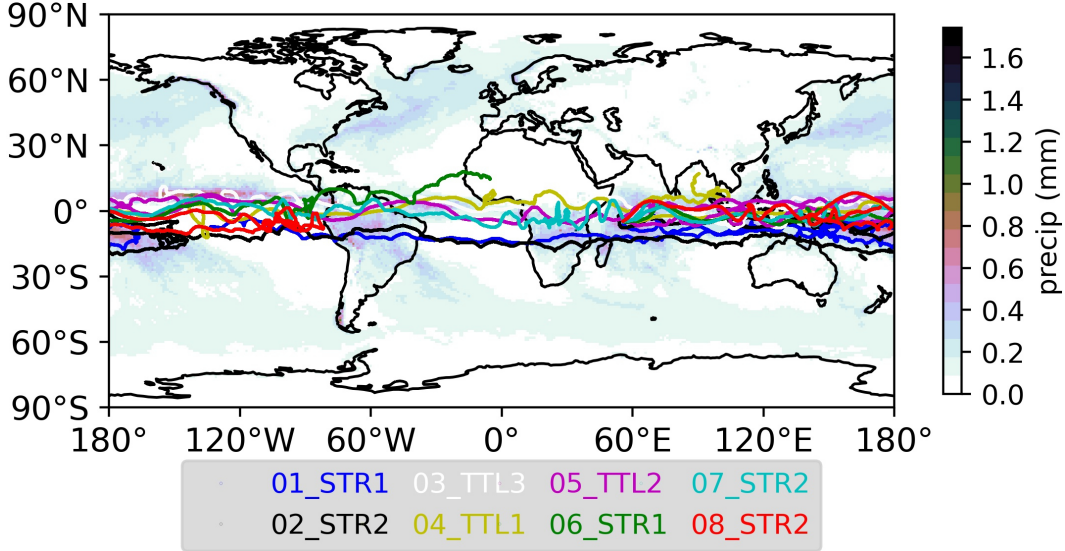 90°N
60°N
30°N
0°
30°S
60°S
90°S
180° 120°W 60°W 0° 60°E 120°E 180°
1.6
1.4
1.2
1.0
0.8
0.6
0.4
0.2
0.0
precip (mm)
01_STR1 03_TTL3 05_TTL2 07_STR2
02_STR2 04_TTL1 06_STR1 08_STR2